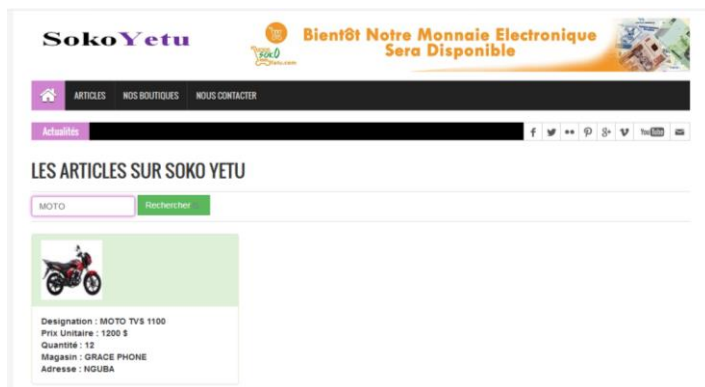 SokoYetu
Bientôt Notre Monnaie Electronique
Sera Disponible
ARTICLES NOS BOUTIQUES NOUS CONTACTER
Actualités
LES ARTICLES SUR SOKO YETU
MOTO Rechercher
Designation : MOTO TVS 1100
Prix Unitaire : 1200 $
Quantité : 12
Magasin : GRACE PHONE
Adresse : NGUBA